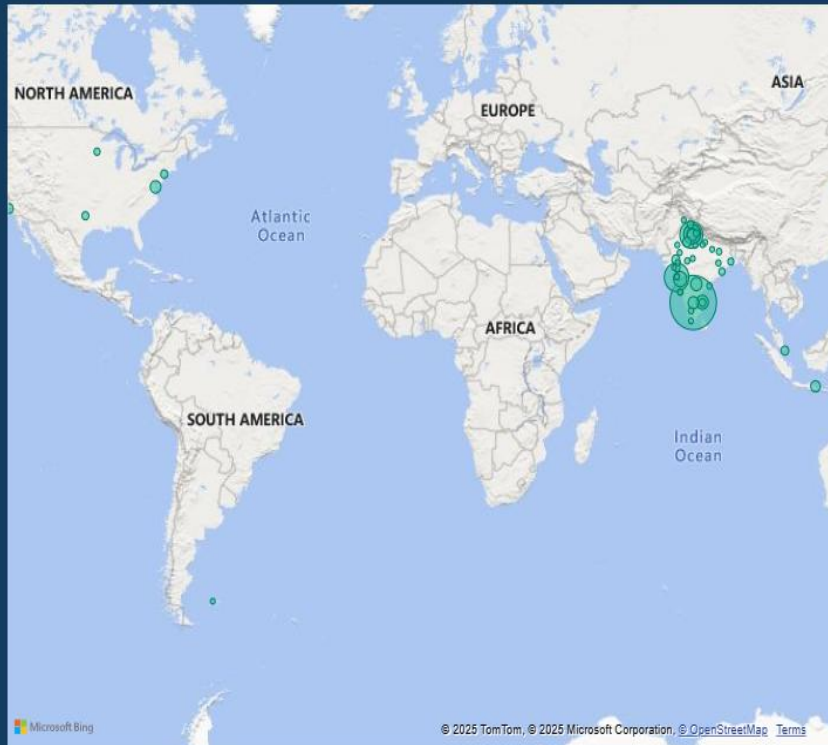 NORTH AMERICA
ASIA
EUROPE
Atlantic
Ocean
AFRICA
SOUTH AMERICA
Indian
Ocean
Microsoft Bing
© 2025 TomTom, © 2025 Microsoft Corporation, © OpenStreetMap Terms